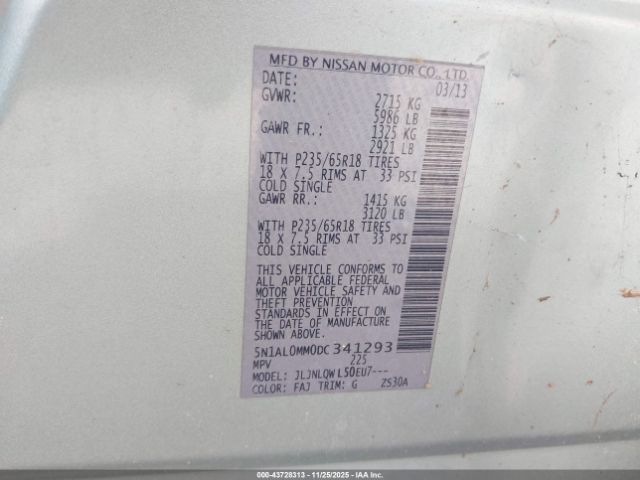 MFD BY NISSAN MOTOR CO., LTD.
DATE: 03/13
GVWR: 2715 KG
5986 LB
GAWR FR.: 1325 KG
2921 LB
WITH P235/65R18 TIRES
18 X 7.5 RIMS AT 33 PSI
COLD SINGLE
GAWR RR.: 1415 KG
3120 LB
WITH P235/65R18 TIRES
18 X 7.5 RIMS AT 33 PSI
COLD SINGLE
THIS VEHICLE CONFORMS TO
ALL APPLICABLE FEDERAL
MOTOR VEHICLE SAFETY AND
THEFT PREVENTION
STANDARDS IN EFFECT ON THE
DATE OF MANUFACTURE
SHOWN ABOVE.
5N1AL0MM0DC 341293
MPV 225
MODEL: JLJNLQWL50EU7---
COLOR: FAJ TRIM: G ZS30A
000-43728313 - 11/25/2025 - IAA, Inc.